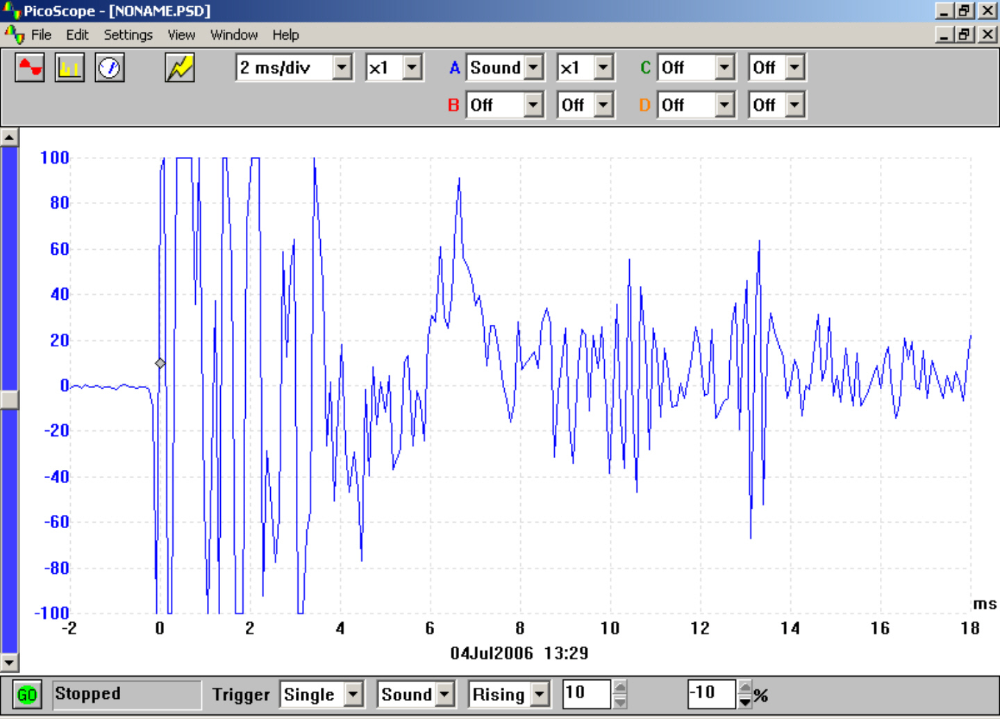 PicoScope - [NONAME.PSD]
File Edit Settings View Window Help
2 ms/div x1 A Sound x1 C Off Off
B Off Off D Off Off
100
80
60
40
20
0
-20
-40
-60
-80
-100
ms
-2 0 2 4 6 8 10 12 14 16 18
04Jul2006 13:29
GO Stopped Trigger Single Sound Rising 10 -10 %